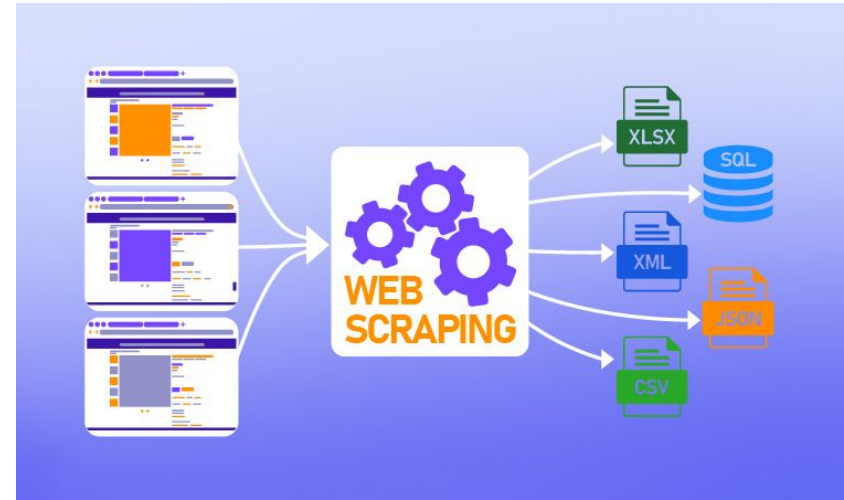 WEB
SCRAPING
XLSX
SQL
XML
JSON
CSV